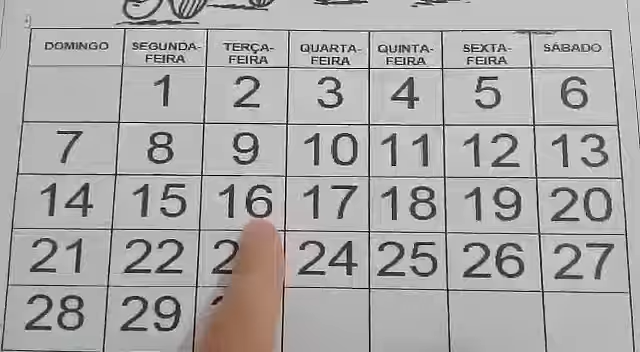 DOMINGO SEGUNDA-FEIRA TERÇA-FEIRA QUARTA-FEIRA QUINTA-FEIRA SEXTA-FEIRA SÁBADO
1 2 3 4 5 6
7 8 9 10 11 12 13
14 15 16 17 18 19 20
21 22 24 25 26 27
28 29